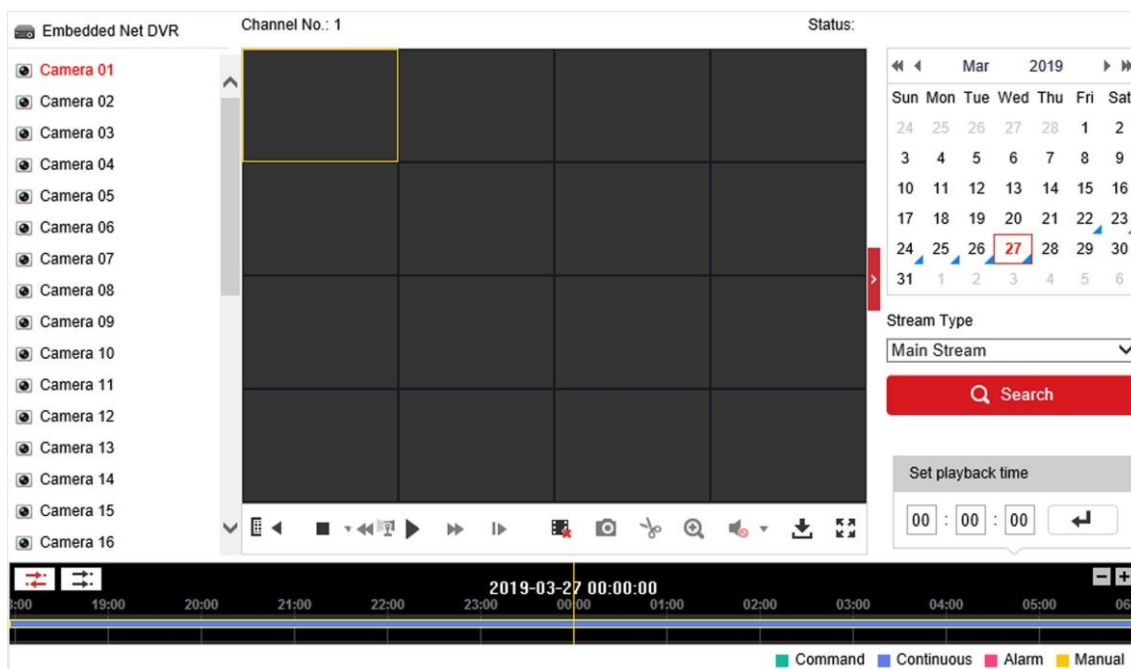 Embedded Net DVR
Channel No.: 1
Status:
Camera 01
Camera 02
Camera 03
Camera 04
Camera 05
Camera 06
Camera 07
Camera 08
Camera 09
Camera 10
Camera 11
Camera 12
Camera 13
Camera 14
Camera 15
Camera 16
Mar 2019
Sun Mon Tue Wed Thu Fri Sat
24 25 26 27 28 1 2
3 4 5 6 7 8 9
10 11 12 13 14 15 16
17 18 19 20 21 22 23
24 25 26 27 28 29 30
31 1 2 3 4 5 6
Stream Type
Main Stream
Search
Set playback time
00 : 00 : 00
2019-03-27 00:00:00
:00 19:00 20:00 21:00 22:00 23:00 00:00 01:00 02:00 03:00 04:00 05:00 06
Command Continuous Alarm Manual